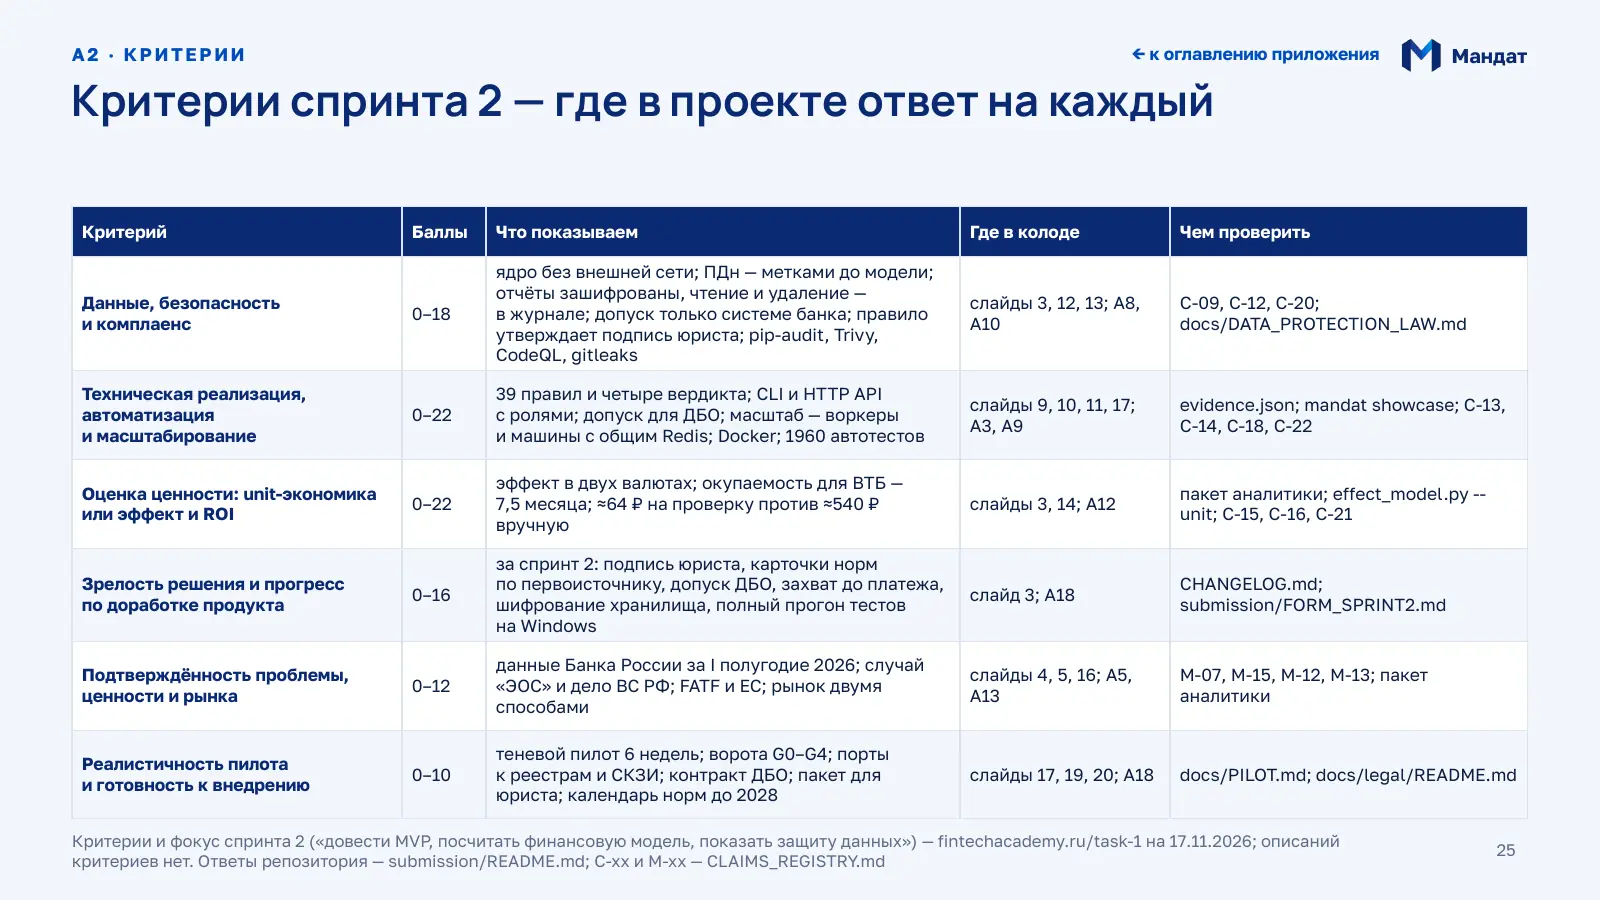 А2 · КРИТЕРИИ
← к оглавлению приложения
Мандат
Критерии спринта 2 — где в проекте ответ на каждый
Критерий
Баллы
Что показываем
Где в колоде
Чем проверить
Данные, безопасность
и комплаенс
0–18
ядро без внешней сети; ПДн — метками до модели;
отчёты зашифрованы, чтение и удаление —
в журнале; допуск только системе банка; правило
утверждает подпись юриста; pip-audit, Trivy,
CodeQL, gitleaks
слайды 3, 12, 13; А8,
А10
C-09, C-12, C-20;
docs/DATA_PROTECTION_LAW.md
Техническая реализация,
автоматизация
и масштабирование
0–22
39 правил и четыре вердикта; CLI и HTTP API
с ролями; допуск для ДБО; масштаб — воркеры
и машины с общим Redis; Docker; 1960 автотестов
слайды 9, 10, 11, 17;
А3, А9
evidence.json; mandat showcase; C-13,
C-14, C-18, C-22
Оценка ценности: unit-экономика
или эффект и ROI
0–22
эффект в двух валютах; окупаемость для ВТБ —
7,5 месяца; ≈64 ₽ на проверку против ≈540 ₽
вручную
слайды 3, 14; А12
пакет аналитики; effect_model.py --
unit; C-15, C-16, C-21
Зрелость решения и прогресс
по доработке продукта
0–16
за спринт 2: подпись юриста, карточки норм
по первоисточнику, допуск ДБО, захват до платежа,
шифрование хранилища, полный прогон тестов
на Windows
слайд 3; А18
CHANGELOG.md;
submission/FORM_SPRINT2.md
Подтверждённость проблемы,
ценности и рынка
0–12
данные Банка России за I полугодие 2026; случай
«ЭОС» и дело ВС РФ; FATF и ЕС; рынок двумя
способами
слайды 4, 5, 16; А5,
А13
M-07, M-15, M-12, M-13; пакет
аналитики
Реалистичность пилота
и готовность к внедрению
0–10
теневой пилот 6 недель; ворота G0–G4; порты
к реестрам и СКЗИ; контракт ДБО; пакет для
юриста; календарь норм до 2028
слайды 17, 19, 20; А18
docs/PILOT.md; docs/legal/README.md
Критерии и фокус спринта 2 («довести MVP, посчитать финансовую модель, показать защиту данных») — fintechacademy.ru/task-1 на 17.11.2026; описаний
критериев нет. Ответы репозитория — submission/README.md; C-xx и M-xx — CLAIMS_REGISTRY.md
25